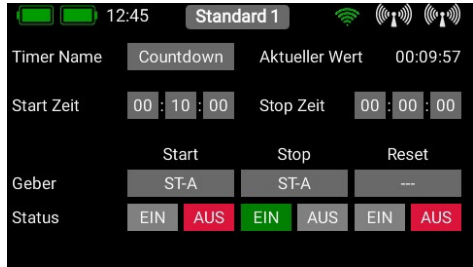 12:45 Standard 1
Timer Name Countdown Aktueller Wert 00:09:57
Start Zeit 00 : 10 : 00 Stop Zeit 00 : 00 : 00
Start Stop Reset
Geber ST-A ST-A ---
Status EIN AUS EIN AUS EIN AUS